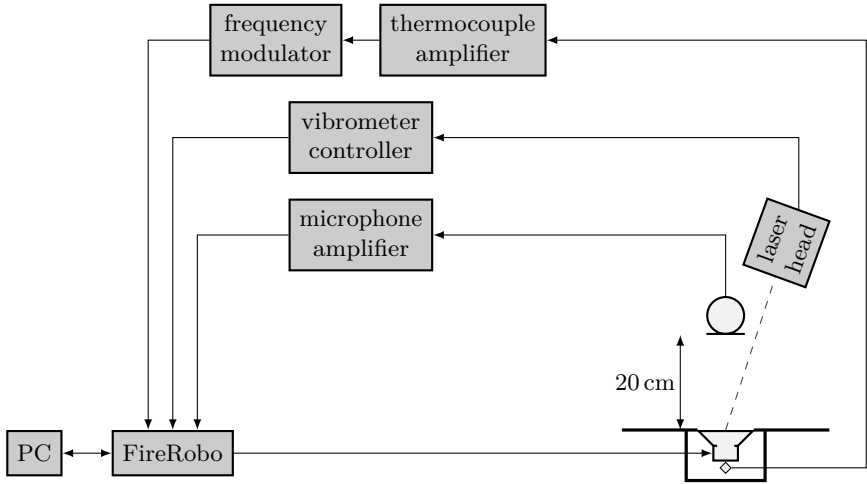 frequency
modulator
thermocouple
amplifier
vibrometer
controller
microphone
amplifier
laser
head
20 cm
PC
FireRobo